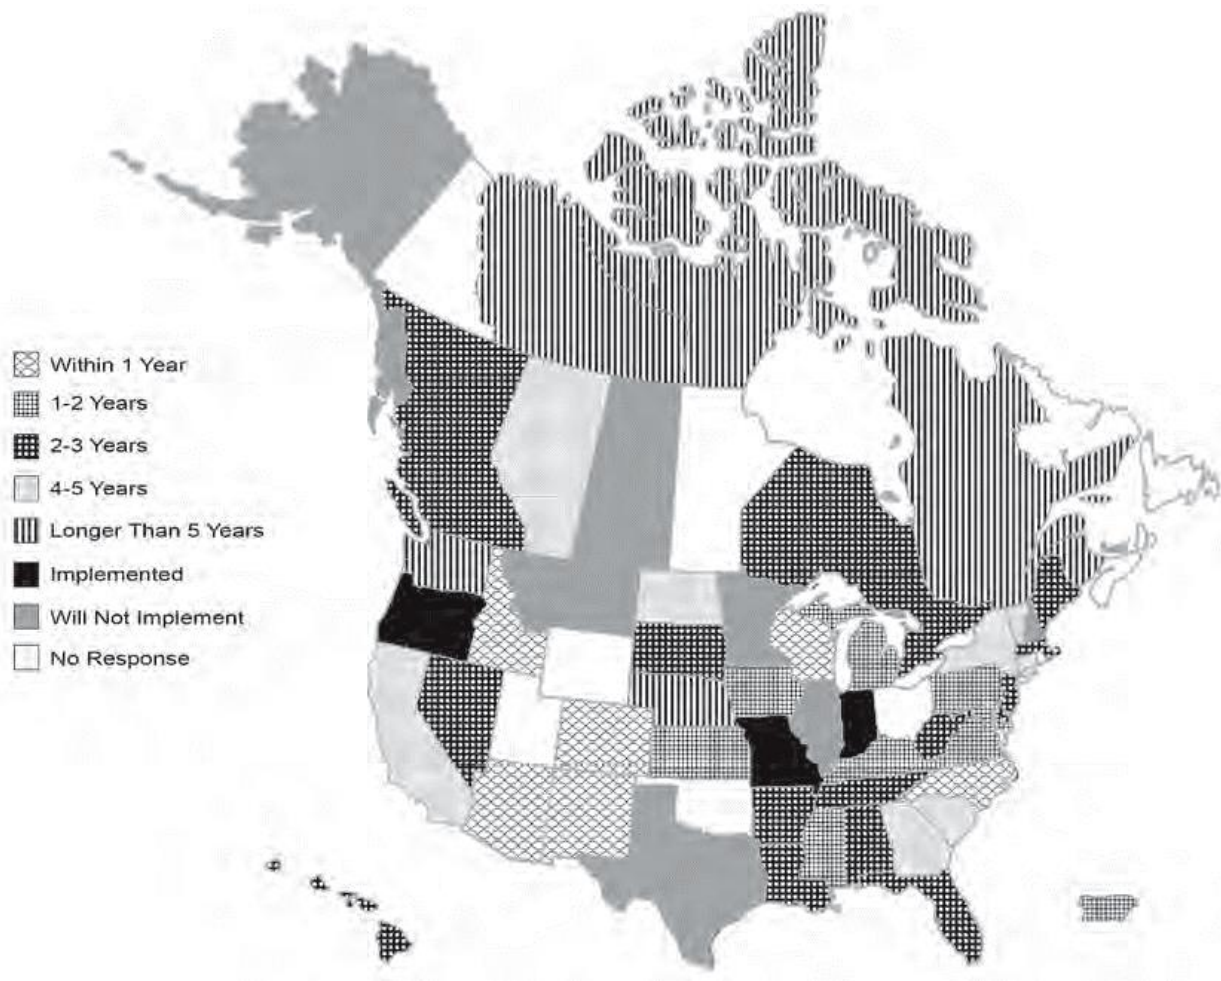 Within 1 Year
1-2 Years
2-3 Years
4-5 Years
Longer Than 5 Years
Implemented
Will Not Implement
No Response